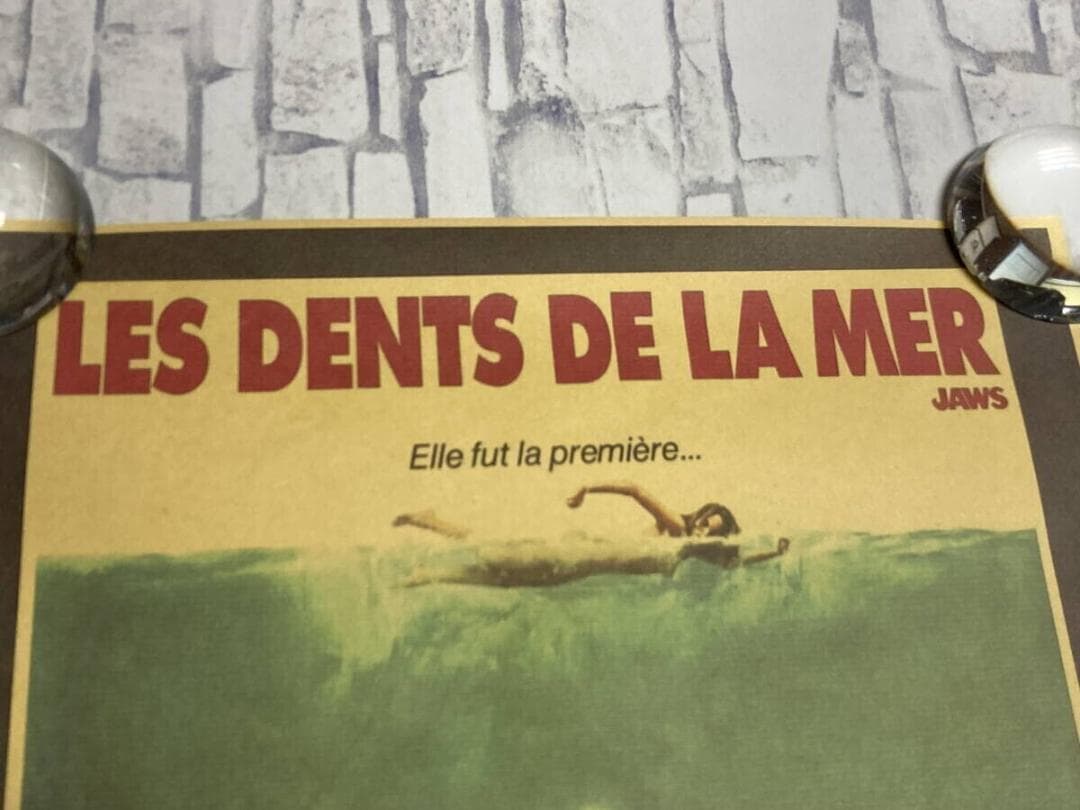 LES DENTS DE LA MER
JAWS
Elle fut la première...